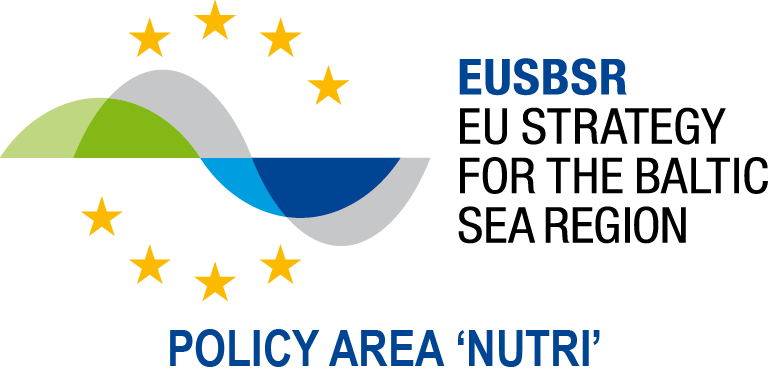 EUSBSR
EU STRATEGY
FOR THE BALTIC
SEA REGION
POLICY AREA ‘NUTRI’